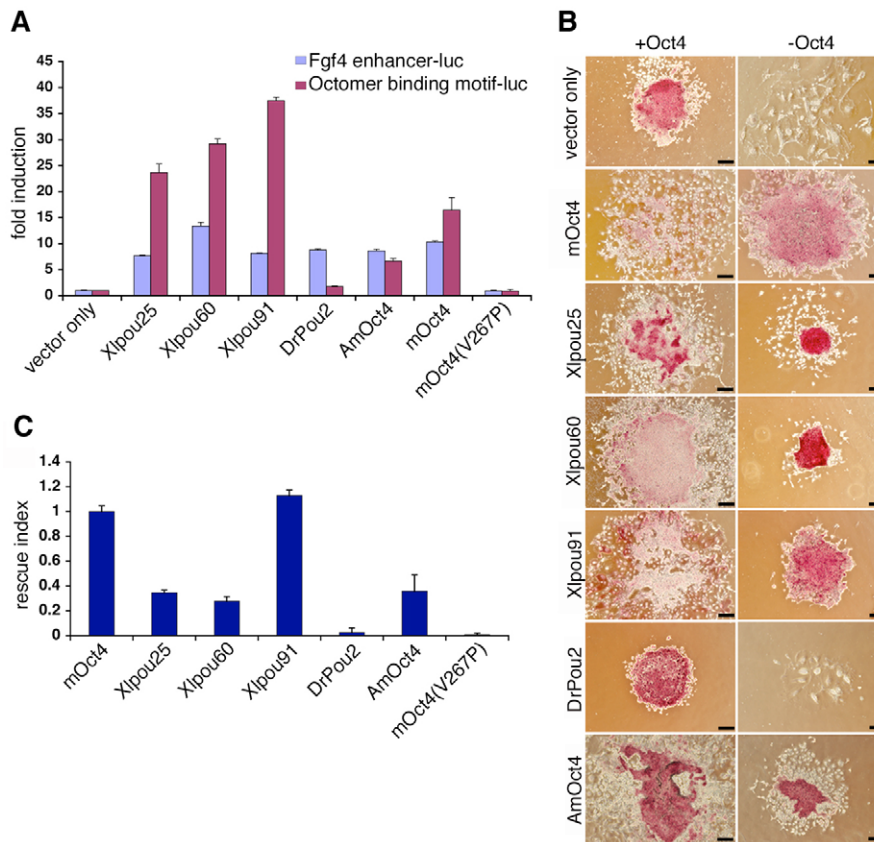 A
Fgf4 enhancer-luc
Octomer binding motif-luc
fold induction
45
40
35
30
25
20
15
10
5
0
vector only
Xlpou25
Xlpou60
Xlpou91
DrPou2
AmOct4
mOct4
mOct4(V267P)
C
rescue index
1.4
1.2
1
0.8
0.6
0.4
0.2
0
mOct4
Xlpou25
Xlpou60
Xlpou91
DrPou2
AmOct4
mOct4(V267P)
B
+Oct4
-Oct4
vector only
mOct4
Xlpou25
Xlpou60
Xlpou91
DrPou2
AmOct4